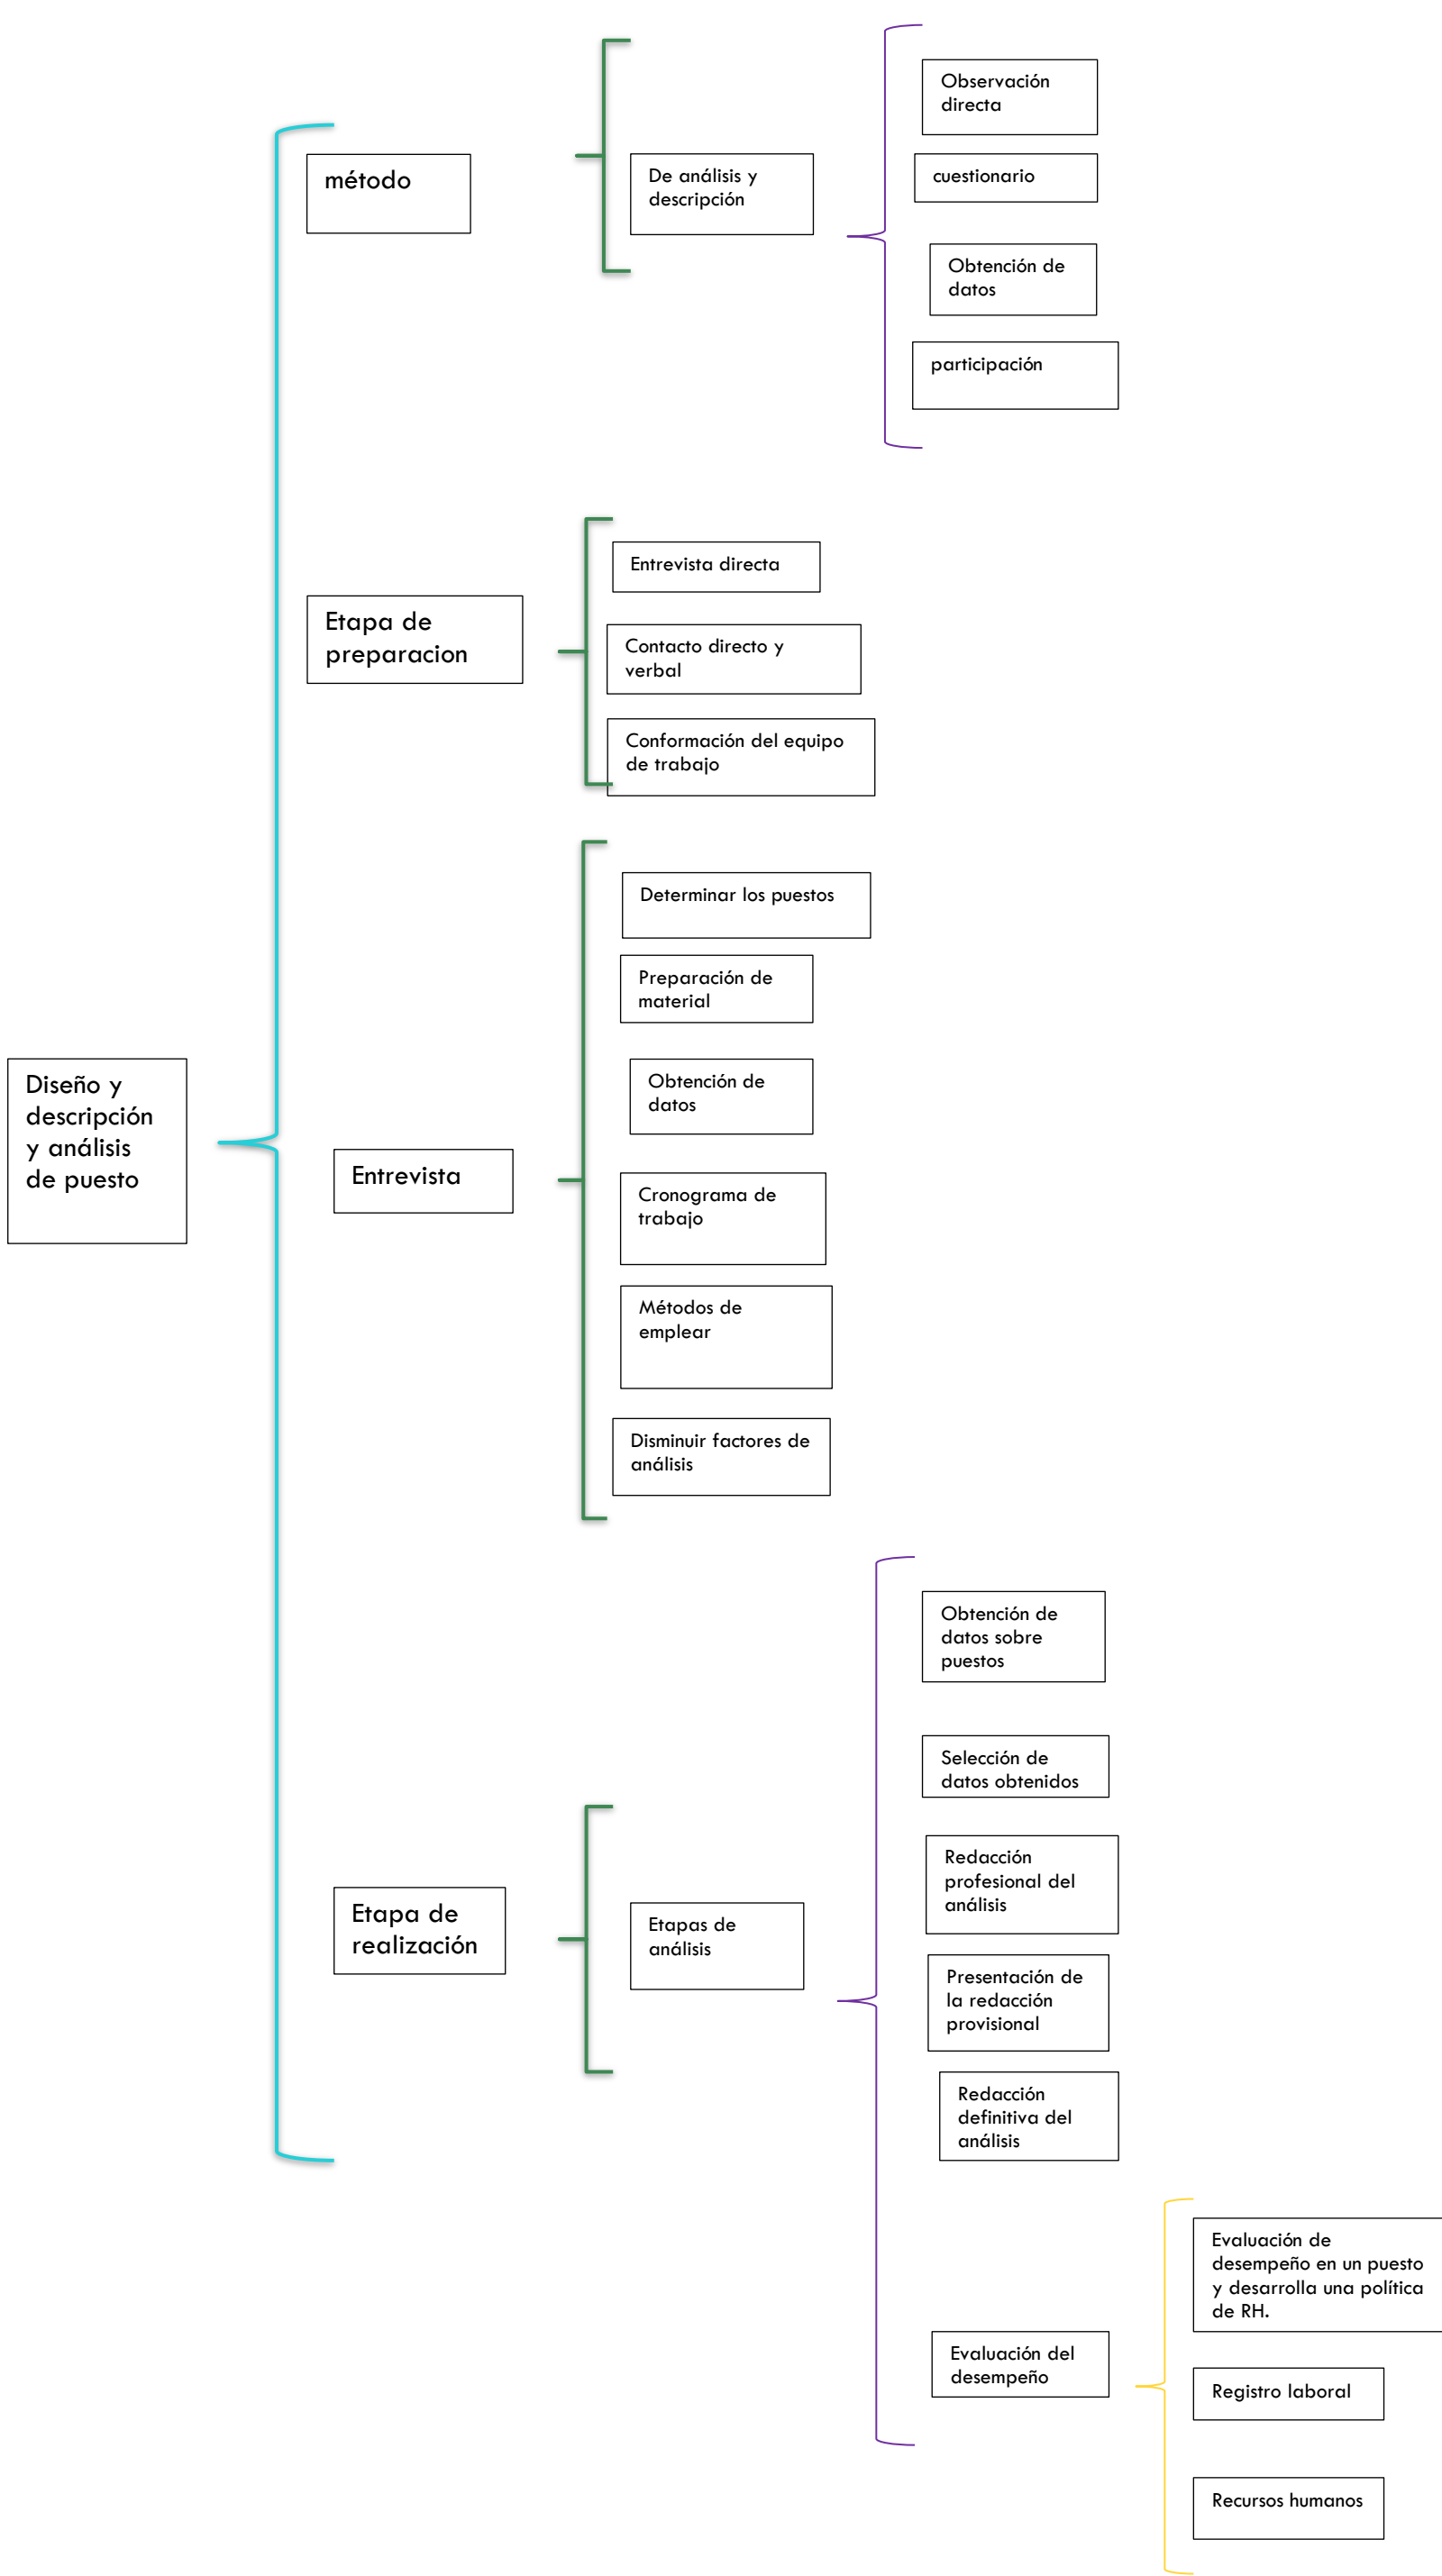 Diseño y
descripción
y análisis
de puesto
método
De análisis y
descripción
Observación
directa
cuestionario
Obtención de
datos
participación
Etapa de
preparacion
Entrevista directa
Contacto directo y
verbal
Conformación del equipo
de trabajo
Entrevista
Determinar los puestos
Preparación de
material
Obtención de
datos
Cronograma de
trabajo
Métodos de
emplear
Disminuir factores de
análisis
Etapa de
realización
Etapas de
análisis
Obtención de
datos sobre
puestos
Selección de
datos obtenidos
Redacción
profesional del
análisis
Presentación de
la redacción
provisional
Redacción
definitiva del
análisis
Evaluación del
desempeño
Evaluación de
desempeño en un puesto
y desarrolla una política
de RH.
Registro laboral
Recursos humanos